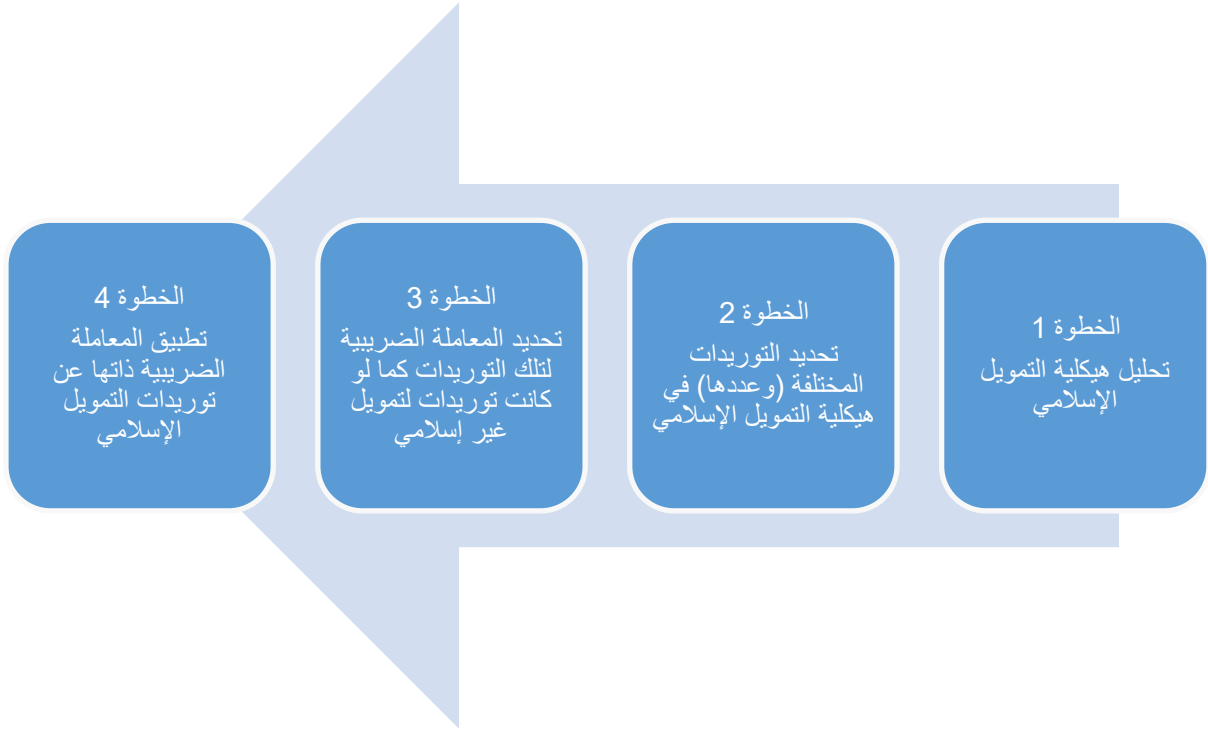 الخطوة 1
تحليل هيكلية التمويل
الإسلامي
الخطوة 2
تحديد التوريدات
المختلفة (وعددها) في
هيكلية التمويل الإسلامي
الخطوة 3
تحديد المعاملة الضريبية
لتلك التوريدات كما لو
كانت توريدات لتمويل
غير إسلامي
الخطوة 4
تطبيق المعاملة
الضريبية ذاتها عن
توريدات التمويل
الإسلامي